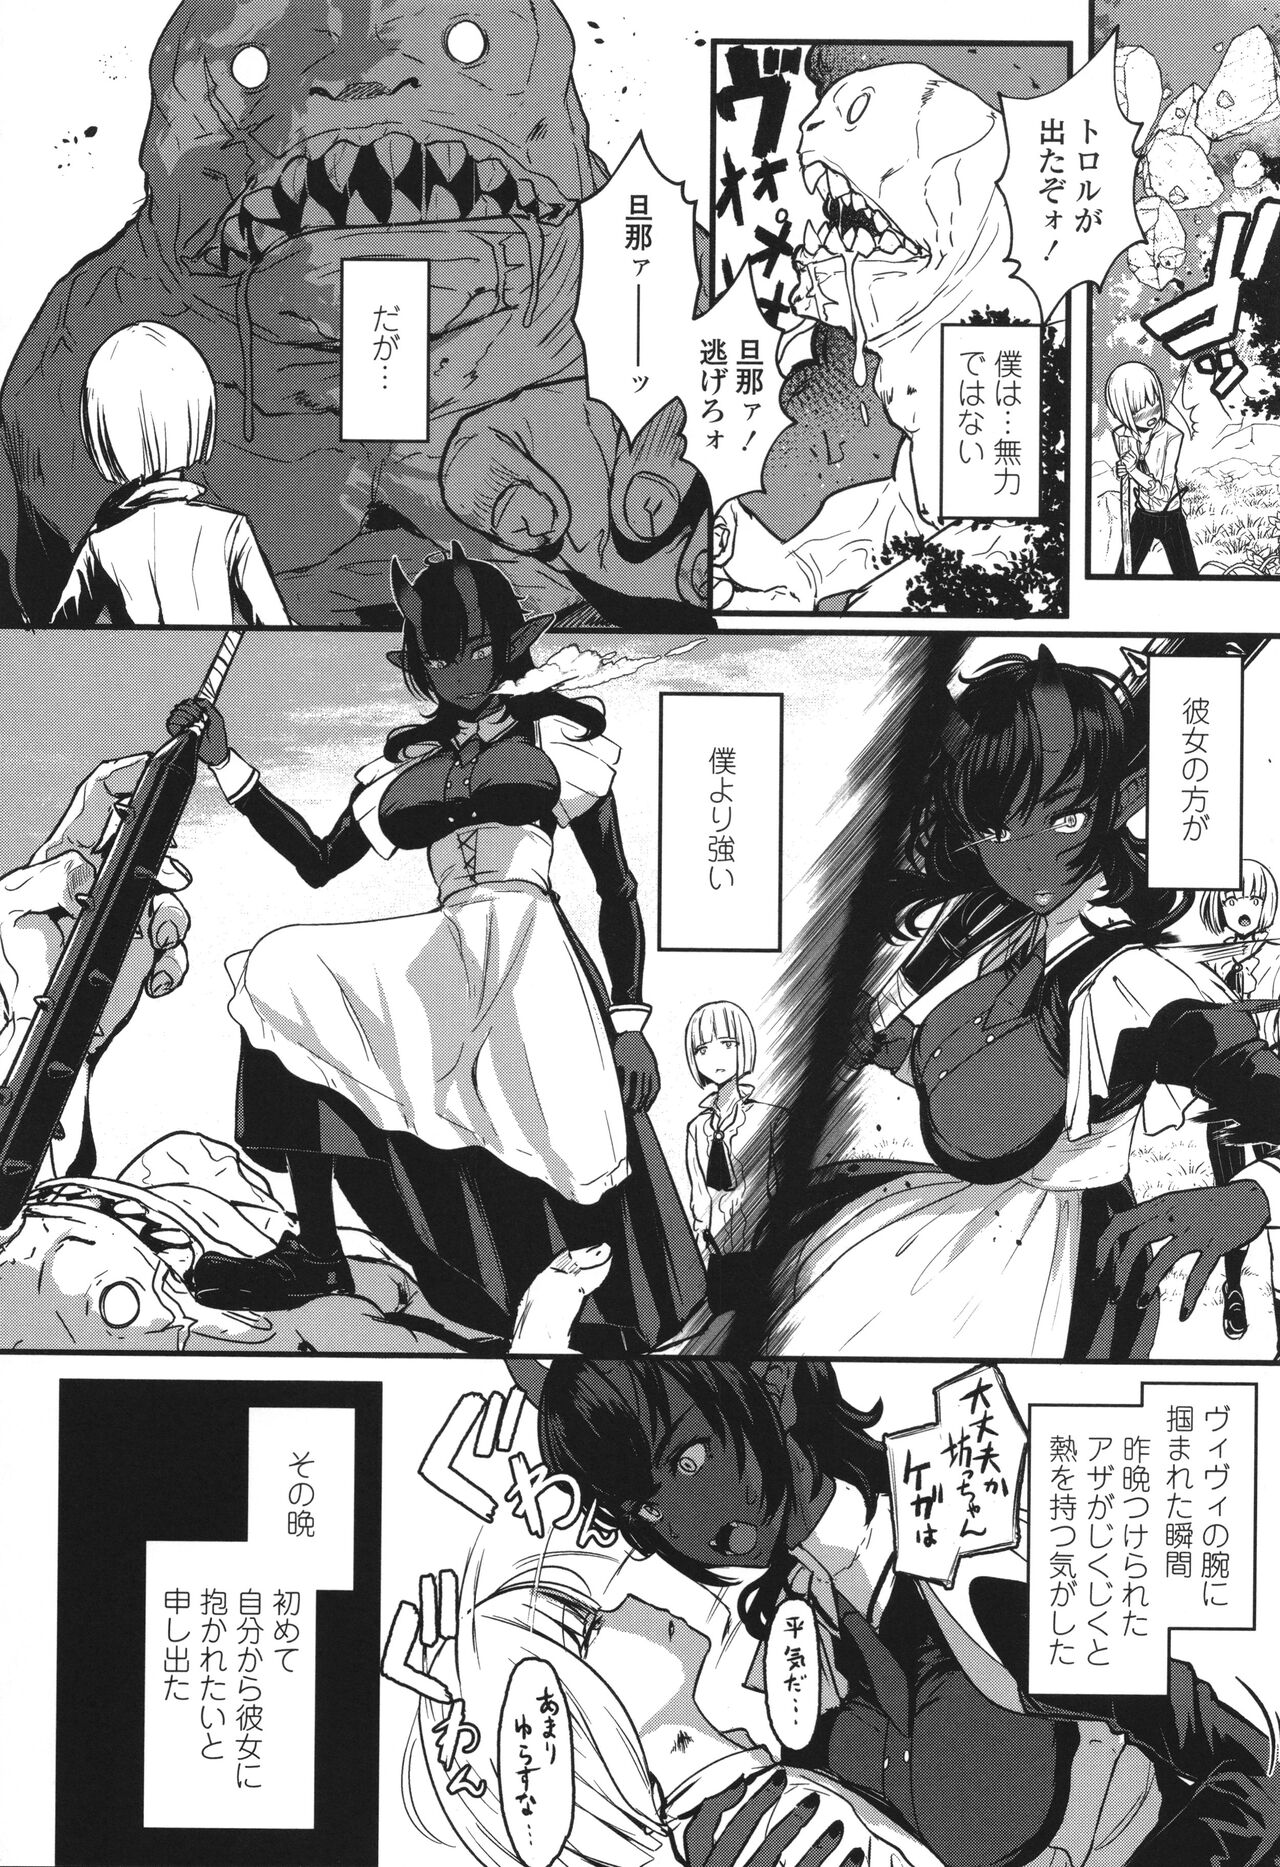 トロルが
出たぞォ！
ゴッ
ヴ
ヴォォ
メメ
僕は…無力
ではない
旦那ァ！
逃げろォ
旦那ァーーッ
だが…
彼女の方が
僕より強い
ヴィヴィの腕に
掴まれた瞬間
昨晩つけられた
アザがじくじくと
熱を持つ気がした
大丈夫か
坊っちゃん
ケガは
平気だ…
あまり
ゆらすな…
ぐわん
ぐわん
その晩
初めて
自分から彼女に
抱かれたいと
申し出た